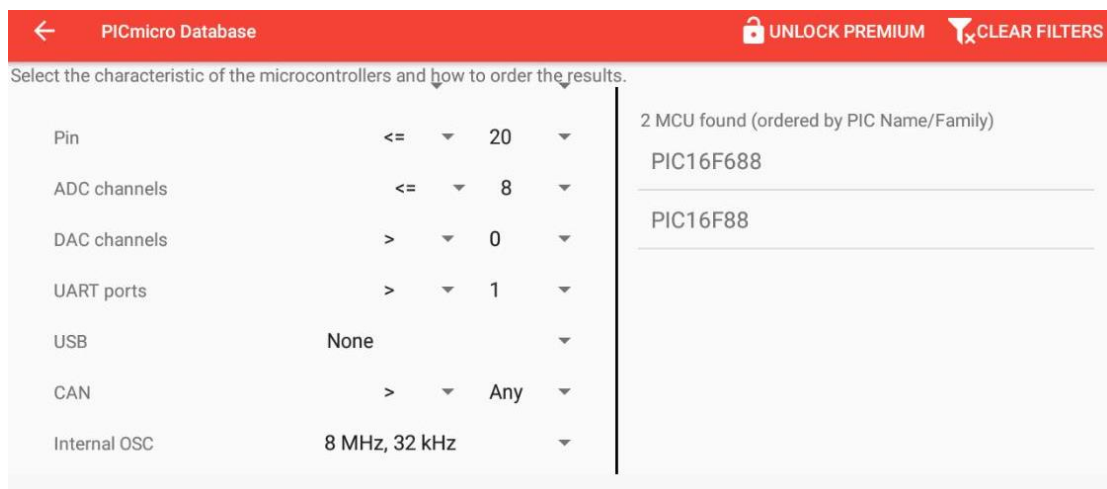 PICmicro Database
UNLOCK PREMIUM
CLEAR FILTERS
Select the characteristic of the microcontrollers and how to order the results.
Pin <= 20
ADC channels <= 8
DAC channels > 0
UART ports > 1
USB None
CAN > Any
Internal OSC 8 MHz, 32 kHz
2 MCU found (ordered by PIC Name/Family)
PIC16F688
PIC16F88